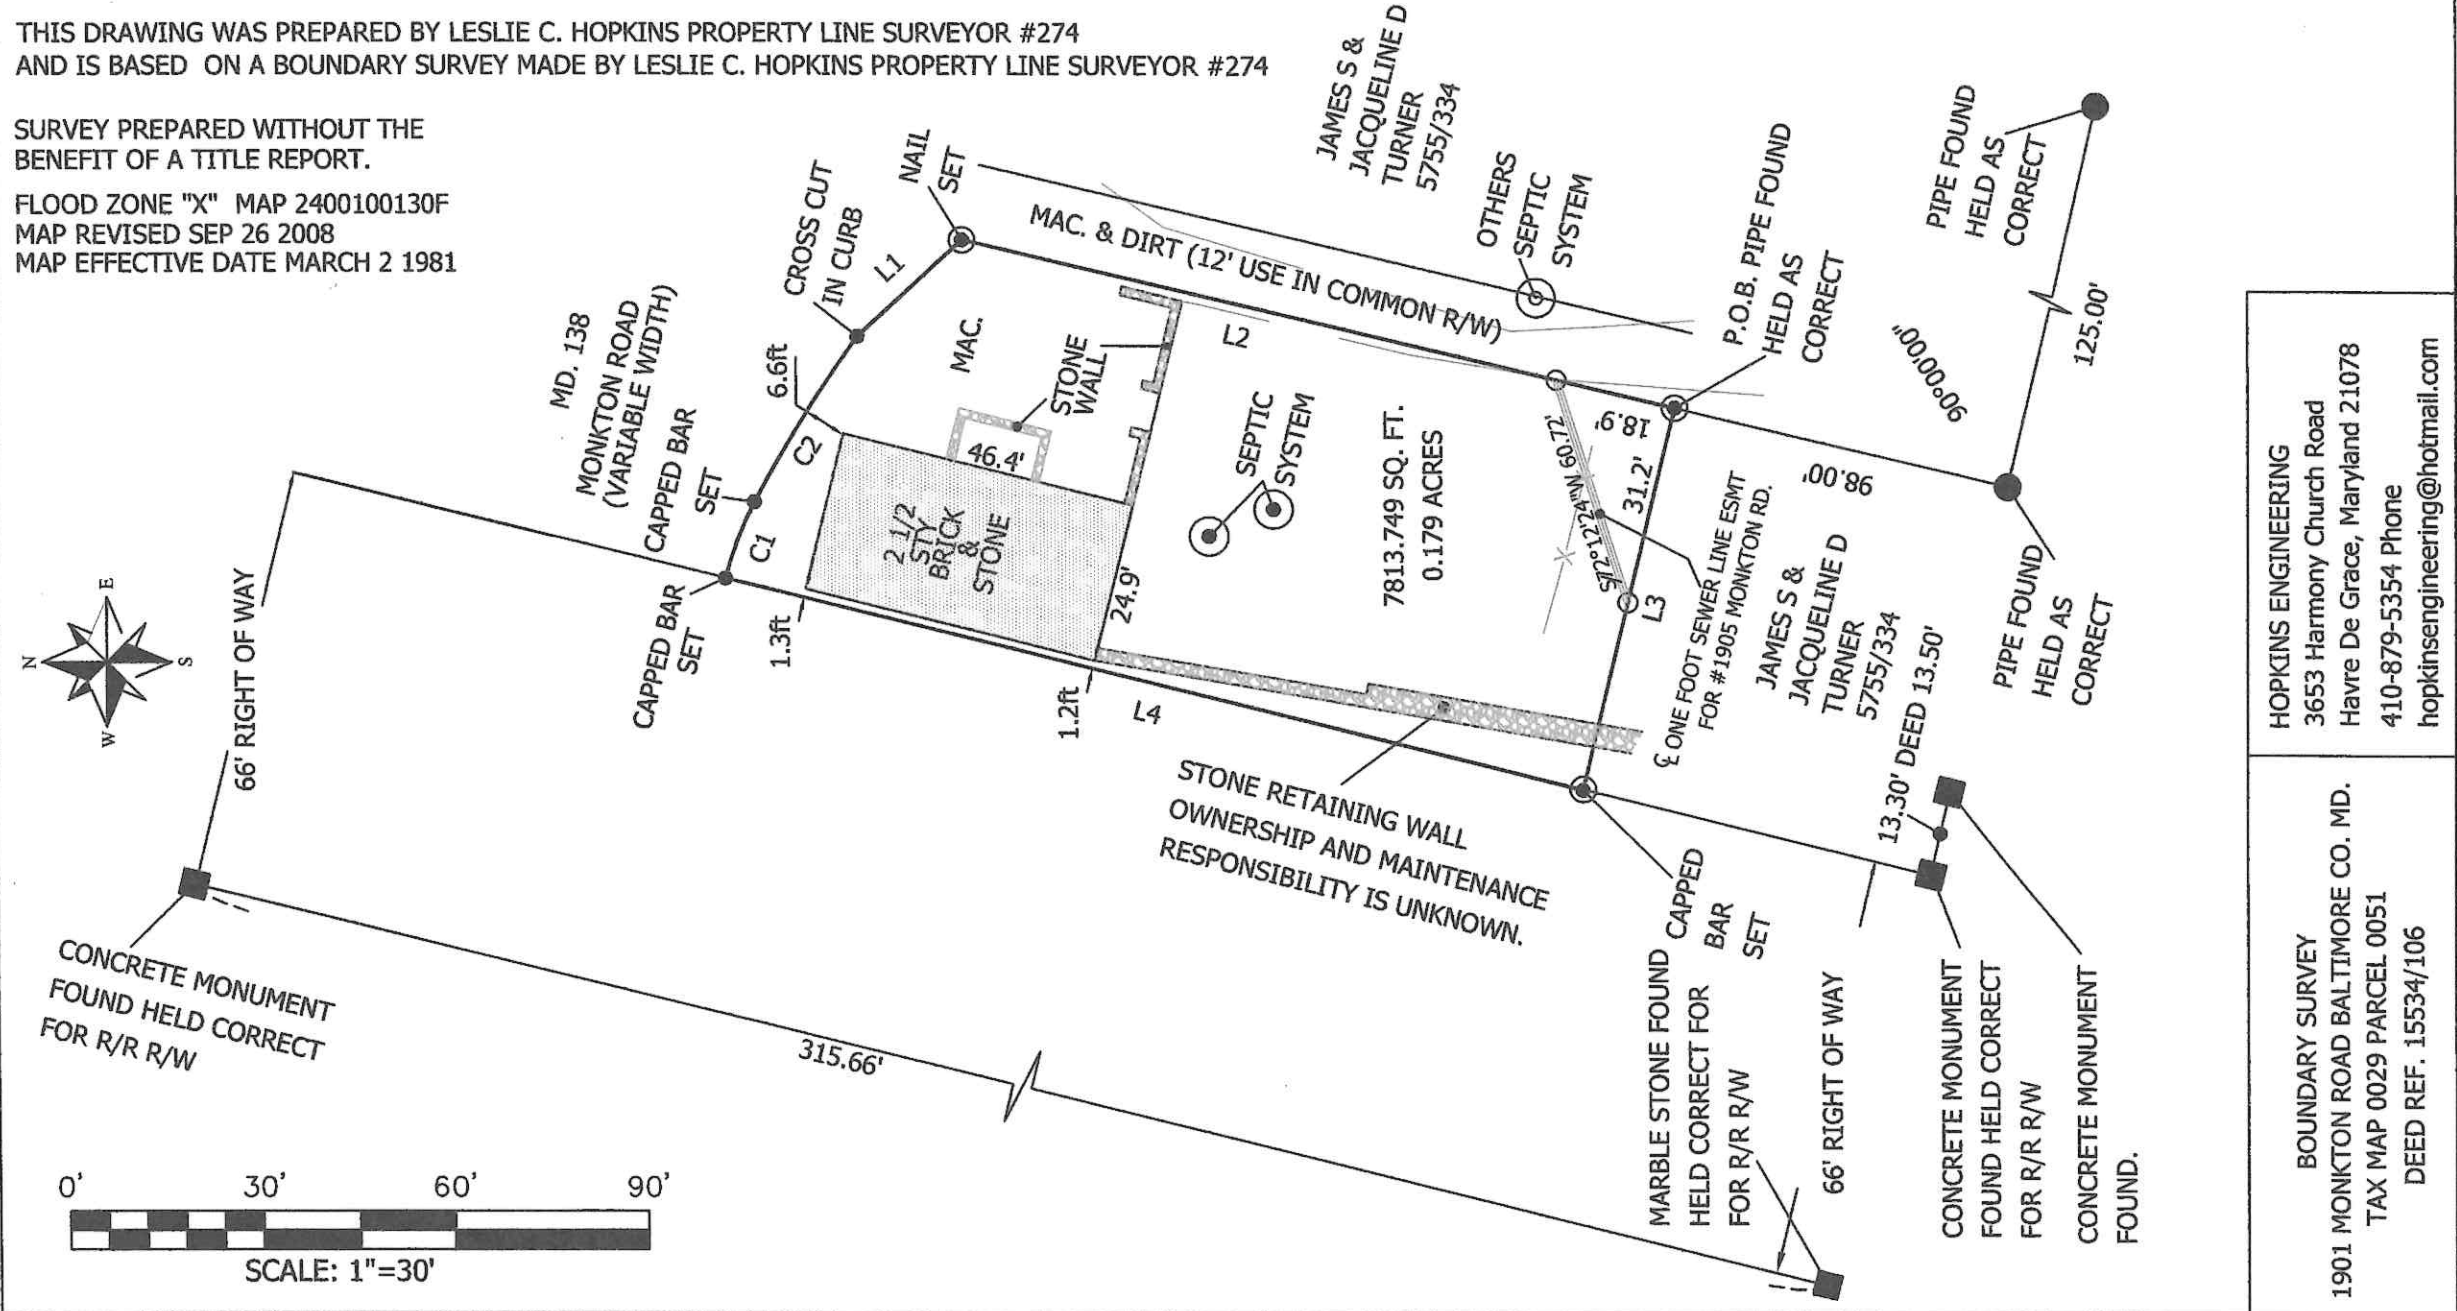 THIS DRAWING WAS PREPARED BY LESLIE C. HOPKINS PROPERTY LINE SURVEYOR #274
AND IS BASED ON A BOUNDARY SURVEY MADE BY LESLIE C. HOPKINS PROPERTY LINE SURVEYOR #274
SURVEY PREPARED WITHOUT THE
BENEFIT OF A TITLE REPORT.
FLOOD ZONE "X" MAP 2400100130F
MAP REVISED SEP 26 2008
MAP EFFECTIVE DATE MARCH 2 1981
N
E
S
W
66' RIGHT OF WAY
MD. 138
MONKTON ROAD
(VARIABLE WIDTH)
CAPPED BAR
SET
CAPPED BAR
SET
CROSS CUT
IN CURB
NAIL
SET
L1
C2
C1
6.6ft
1.3ft
1.2ft
MAC.
STONE
WALL
46.4'
2 1/2
STY
BRICK
&
STONE
24.9'
MAC. & DIRT (12' USE IN COMMON R/W)
L2
JAMES S &
JACQUELINE D
TURNER
5755/334
OTHERS
SEPTIC
SYSTEM
SEPTIC
SYSTEM
7813.749 SQ. FT.
0.179 ACRES
P.O.B. PIPE FOUND
HELD AS
CORRECT
PIPE FOUND
HELD AS
CORRECT
125.00'
90°00'00"
98.00'
18.9'
31.2'
S72°12'24"W 60.72'
L3
℄ ONE FOOT SEWER LINE ESMT
FOR #1905 MONKTON RD.
JAMES S &
JACQUELINE D
TURNER
5755/334
PIPE FOUND
HELD AS
CORRECT
13.30' DEED 13.50'
L4
STONE RETAINING WALL
OWNERSHIP AND MAINTENANCE
RESPONSIBILITY IS UNKNOWN.
CAPPED
BAR
SET
CONCRETE MONUMENT
FOUND HELD CORRECT
FOR R/R R/W
315.66'
MARBLE STONE FOUND
HELD CORRECT FOR
FOR R/R R/W
66' RIGHT OF WAY
CONCRETE MONUMENT
FOUND HELD CORRECT
FOR R/R R/W
CONCRETE MONUMENT
FOUND.
0' 30' 60' 90'
SCALE: 1"=30'
HOPKINS ENGINEERING
3653 Harmony Church Road
Havre De Grace, Maryland 21078
410-879-5354 Phone
hopkinsengineering@hotmail.com
BOUNDARY SURVEY
1901 MONKTON ROAD BALTIMORE CO. MD.
TAX MAP 0029 PARCEL 0051
DEED REF. 15534/106